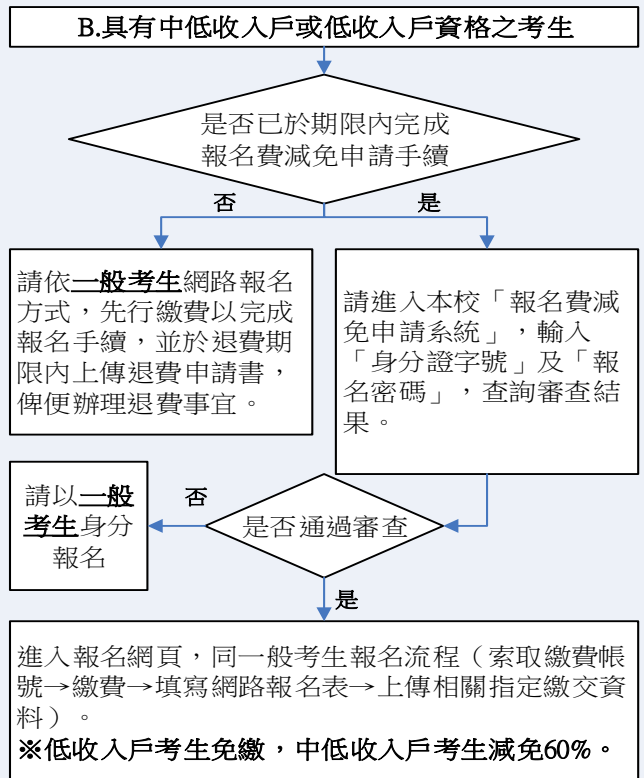 B.具有中低收入戶或低收入戶資格之考生
是否已於期限內完成
報名費減免申請手續
否
是
請依一般考生網路報名
方式，先行繳費以完成
報名手續，並於退費期
限內上傳退費申請書，
俾便辦理退費事宜。
請進入本校「報名費減
免申請系統」，輸入
「身分證字號」及「報
名密碼」，查詢審查結
果。
請以一般
考生身分
報名
否
是否通過審查
是
進入報名網頁，同一般考生報名流程（索取繳費帳
號→繳費→填寫網路報名表→上傳相關指定繳交資
料）。
※低收入戶考生免繳，中低收入戶考生減免60%。